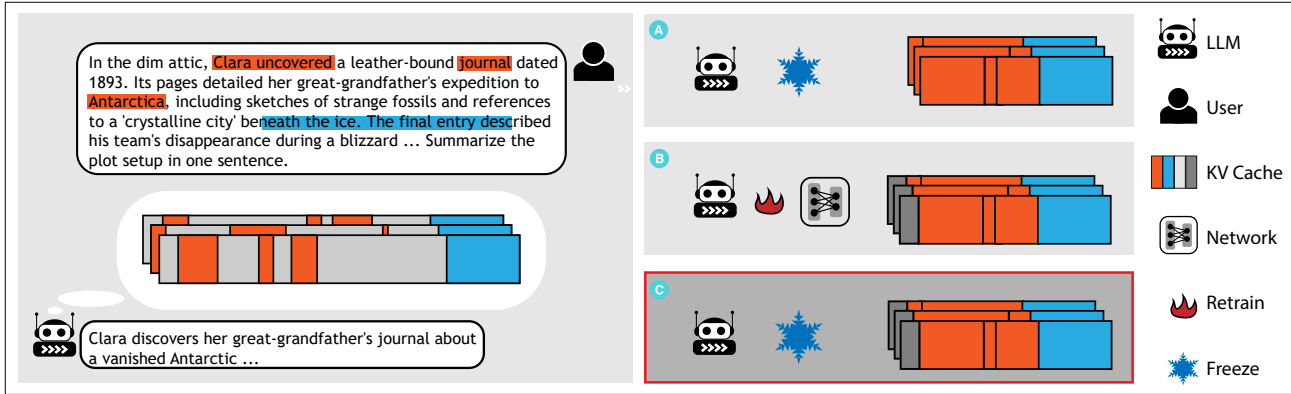 In the dim attic, Clara uncovered a leather-bound journal dated
1893. Its pages detailed her great-grandfather's expedition to
Antarctica, including sketches of strange fossils and references
to a 'crystalline city' beneath the ice. The final entry described
his team's disappearance during a blizzard ... Summarize the
plot setup in one sentence.
Clara discovers her great-grandfather's journal about
a vanished Antarctic ...
A
B
C
LLM
User
KV Cache
Network
Retrain
Freeze